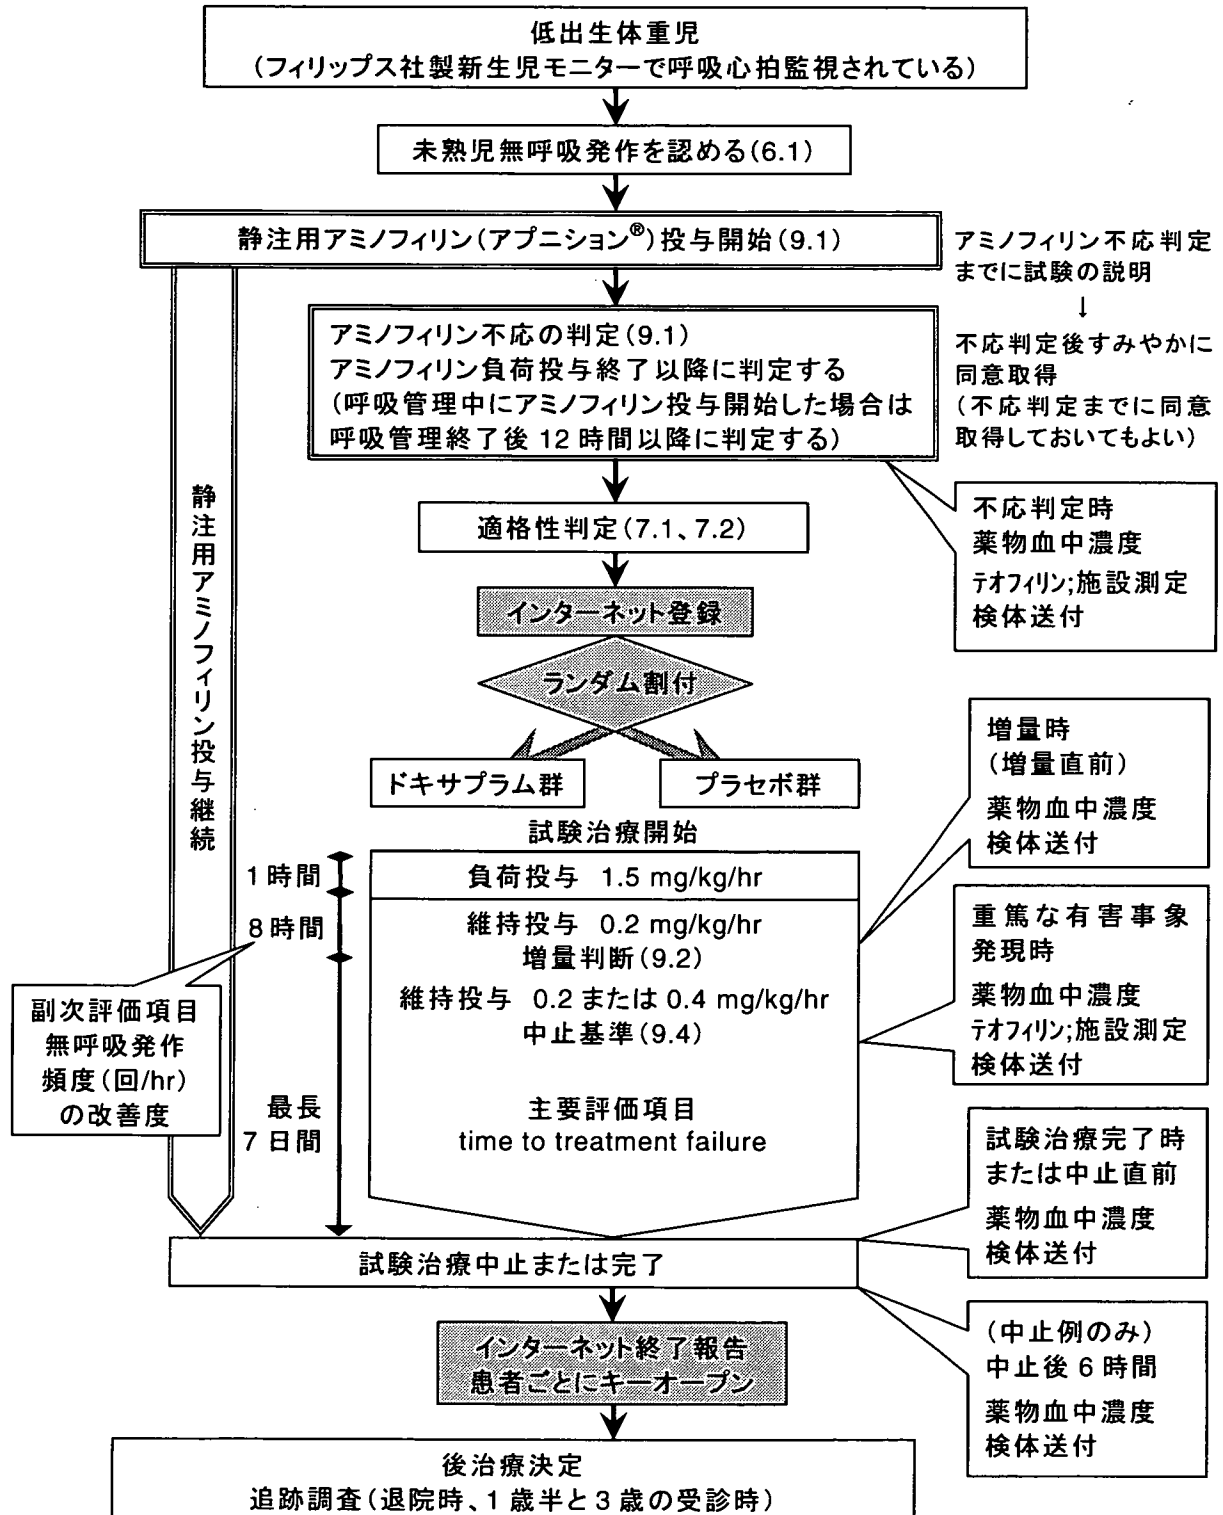 低出生体重児
(フィリップス社製新生児モニターで呼吸心拍監視されている)
未熟児無呼吸発作を認める(6.1)
静注用アミノフィリン(アプニション®)投与開始(9.1)
アミノフィリン不応判定
までに試験の説明
↓
不応判定後すみやかに
同意取得
(不応判定までに同意
取得しておいてもよい)
アミノフィリン不応の判定(9.1)
アミノフィリン負荷投与終了以降に判定する
(呼吸管理中にアミノフィリン投与開始した場合は
呼吸管理終了後 12 時間以降に判定する)
静注用アミノフィリン投与継続
不応判定時
薬物血中濃度
テオフィリン;施設測定
検体送付
適格性判定(7.1、7.2)
インターネット登録
ランダム割付
ドキサプラム群
プラセボ群
増量時
(増量直前)
薬物血中濃度
検体送付
試験治療開始
1 時間
負荷投与 1.5 mg/kg/hr
8 時間
維持投与 0.2 mg/kg/hr
増量判断(9.2)
維持投与 0.2 または 0.4 mg/kg/hr
中止基準(9.4)
重篤な有害事象
発現時
薬物血中濃度
テオフィリン;施設測定
検体送付
副次評価項目
無呼吸発作
頻度(回/hr)
の改善度
最長
7 日間
主要評価項目
time to treatment failure
試験治療完了時
または中止直前
薬物血中濃度
検体送付
試験治療中止または完了
(中止例のみ)
中止後 6 時間
薬物血中濃度
検体送付
インターネット終了報告
患者ごとにキーオープン
後治療決定
追跡調査(退院時、1 歳半と 3 歳の受診時)